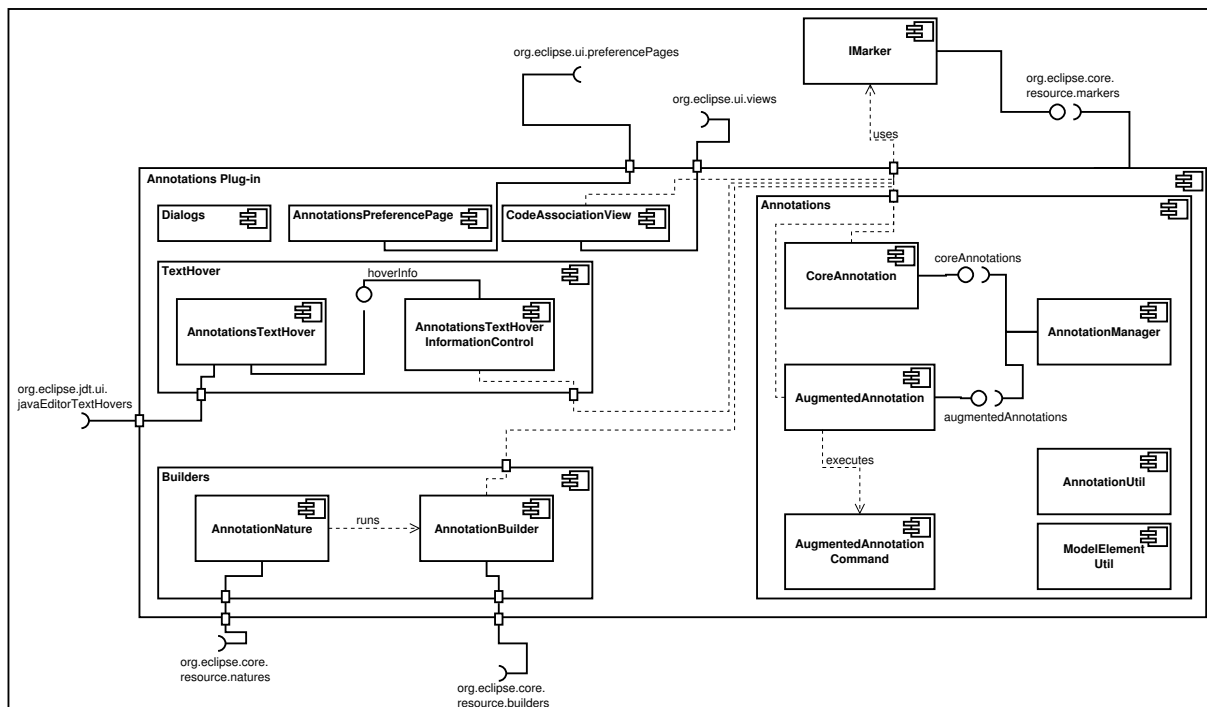 org.eclipse.ui.preferencePages
IMarker
org.eclipse.core.
resource.markers
org.eclipse.ui.views
uses
Annotations Plug-in
Dialogs
AnnotationsPreferencePage
CodeAssociationView
Annotations
TextHover
hoverInfo
AnnotationsTextHover
AnnotationsTextHover
InformationControl
CoreAnnotation
coreAnnotations
AnnotationManager
org.eclipse.jdt.ui.
javaEditorTextHovers
AugmentedAnnotation
augmentedAnnotations
executes
Builders
AnnotationNature
runs
AnnotationBuilder
AnnotationUtil
AugmentedAnnotation
Command
ModelElement
Util
org.eclipse.core.
resource.natures
org.eclipse.core.
resource.builders